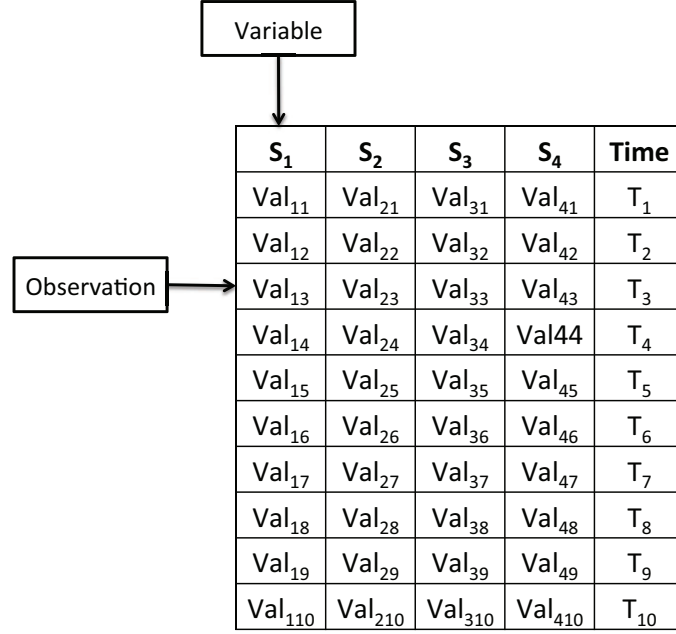 Variable
S₁ S₂ S₃ S₄ Time
Val₁₁ Val₂₁ Val₃₁ Val₄₁ T₁
Val₁₂ Val₂₂ Val₃₂ Val₄₂ T₂
Observation Val₁₃ Val₂₃ Val₃₃ Val₄₃ T₃
Val₁₄ Val₂₄ Val₃₄ Val44 T₄
Val₁₅ Val₂₅ Val₃₅ Val₄₅ T₅
Val₁₆ Val₂₆ Val₃₆ Val₄₆ T₆
Val₁₇ Val₂₇ Val₃₇ Val₄₇ T₇
Val₁₈ Val₂₈ Val₃₈ Val₄₈ T₈
Val₁₉ Val₂₉ Val₃₉ Val₄₉ T₉
Val₁₁₀ Val₂₁₀ Val₃₁₀ Val₄₁₀ T₁₀